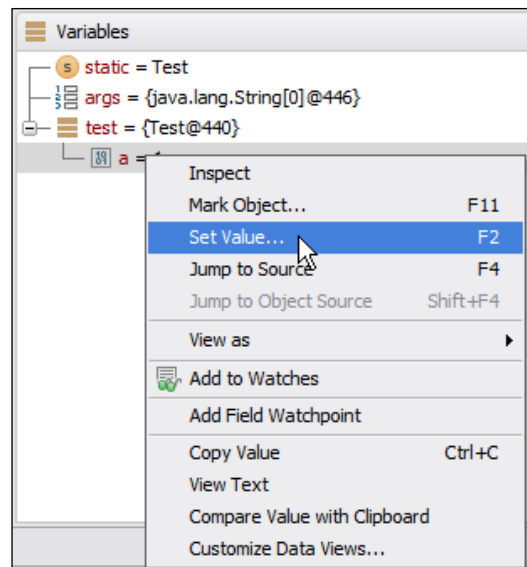 Variables
s static = Test
args = {java.lang.String[0]@446}
test = {Test@440}
a =
Inspect
Mark Object... F11
Set Value... F2
Jump to Source F4
Jump to Object Source Shift+F4
View as
Add to Watches
Add Field Watchpoint
Copy Value Ctrl+C
View Text
Compare Value with Clipboard
Customize Data Views...